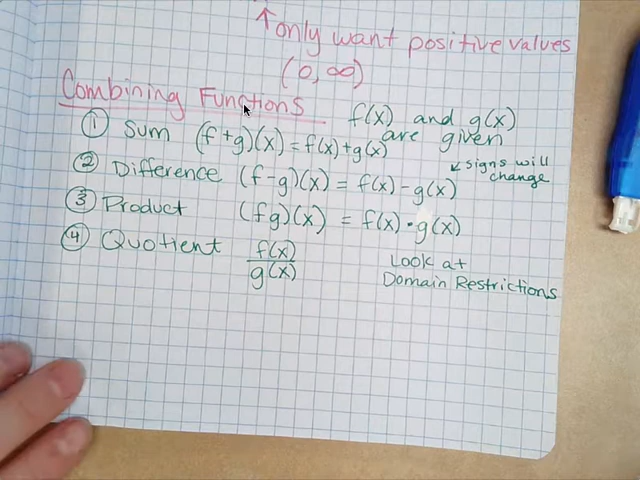 ↑ only want positive values
(0, ∞)
Combining Functions
f(x) and g(x)
are given
① Sum (f+g)(x) = f(x)+g(x)
② Difference (f-g)(x) = f(x)-g(x)
↙ signs will
change
③ Product (fg)(x) = f(x)·g(x)
④ Quotient f(x)
g(x)
Look at
Domain Restrictions